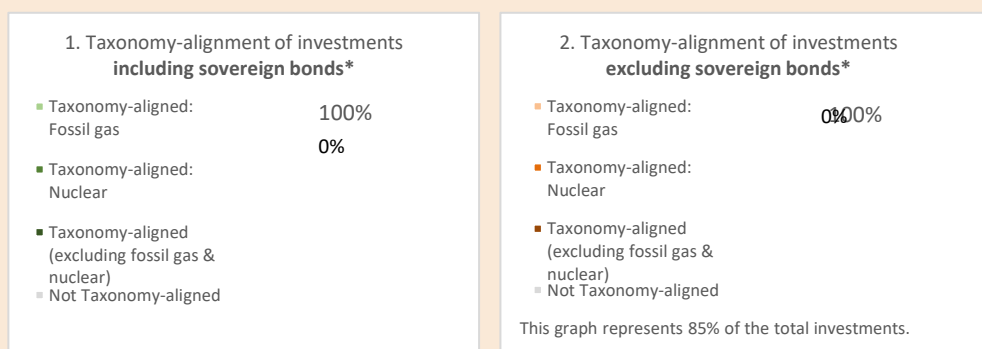 1. Taxonomy-alignment of investments
including sovereign bonds*
Taxonomy-aligned:
Fossil gas
Taxonomy-aligned:
Nuclear
Taxonomy-aligned
(excluding fossil gas &
nuclear)
Not Taxonomy-aligned
100%
0%
2. Taxonomy-alignment of investments
excluding sovereign bonds*
Taxonomy-aligned:
Fossil gas
Taxonomy-aligned:
Nuclear
Taxonomy-aligned
(excluding fossil gas &
nuclear)
Not Taxonomy-aligned
0%
100%
This graph represents 85% of the total investments.